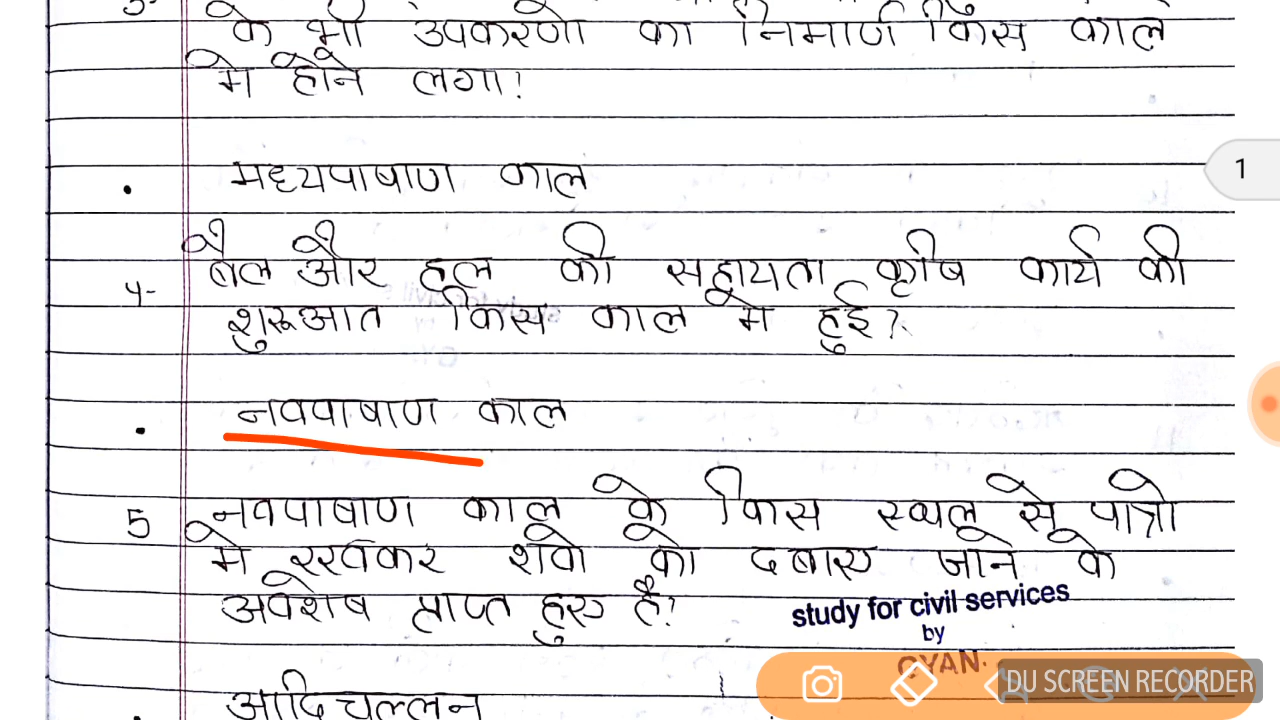 के भी उपकरणो का निमार्ण किस काल
मे होने लगा!
मध्यपाषाण काल
4- बैल और हल की सहायता कृषि कार्य की
शुरूआत किस काल मे हुई?
नवपाषाण काल
5 नवपाषाण काल के किस स्थल से पात्रो
मे रखकर शवो को दबाए जाने के
अवशेष प्राप्त हुए है?
study for civil services
by
GYAN.
आदिचल्लन
1
DU SCREEN RECORDER